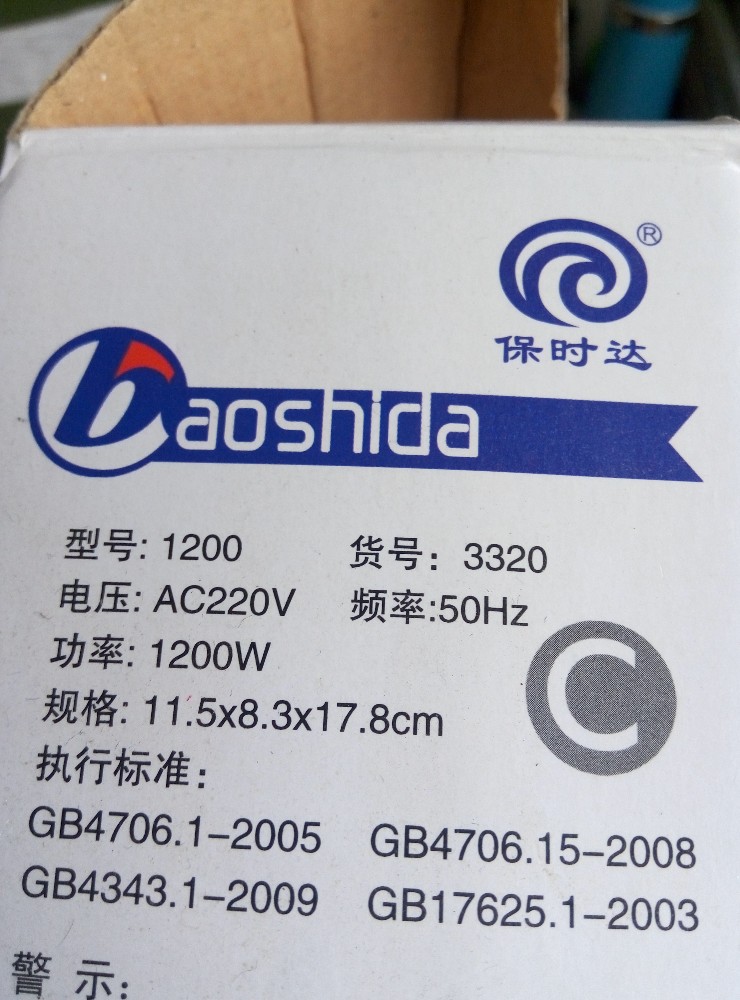 ®
保时达
baoshida
型号: 1200 货号: 3320
电压: AC220V 频率:50Hz
功率: 1200W
规格: 11.5x8.3x17.8cm
C
执行标准:
GB4706.1-2005 GB4706.15-2008
GB4343.1-2009 GB17625.1-2003
警 示: